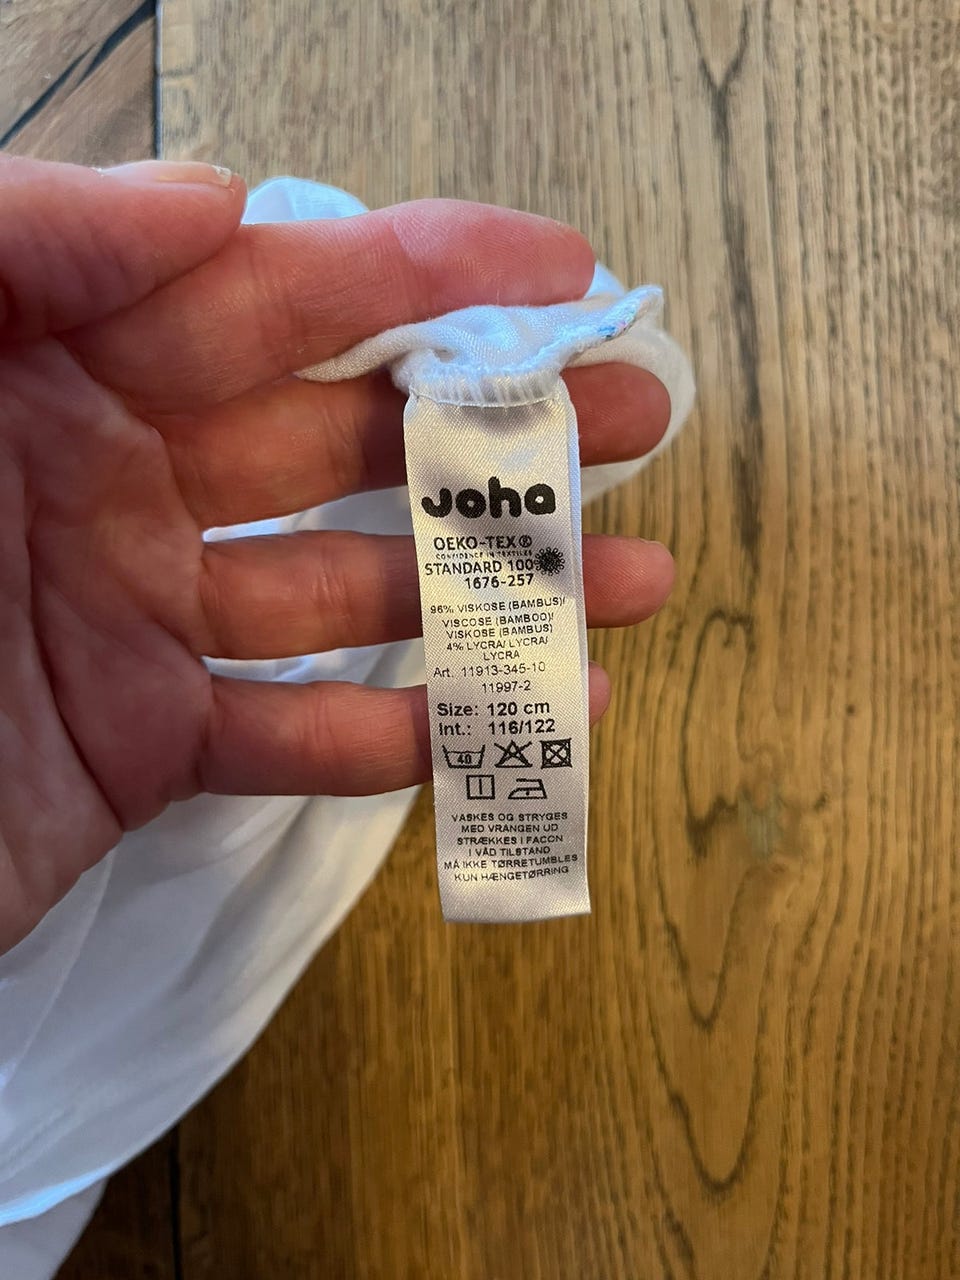 Joha
OEKO-TEX®
CONFIDENCE IN TEXTILES
STANDARD 100
1676-257
96% VISKOSE (BAMBUS)/
VISCOSE (BAMBOO)/
VISKOSE (BAMBUS)
4% LYCRA/ LYCRA/
LYCRA
Art. 11913-345-10
11997-2
Size: 120 cm
Int.: 116/122
40
VASKES OG STRYGES
MED VRANGEN UD
STRÆKKES I FACON
I VÅD TILSTAND
MÅ IKKE TØRRETUMBLES
KUN HÆNGETØRRING